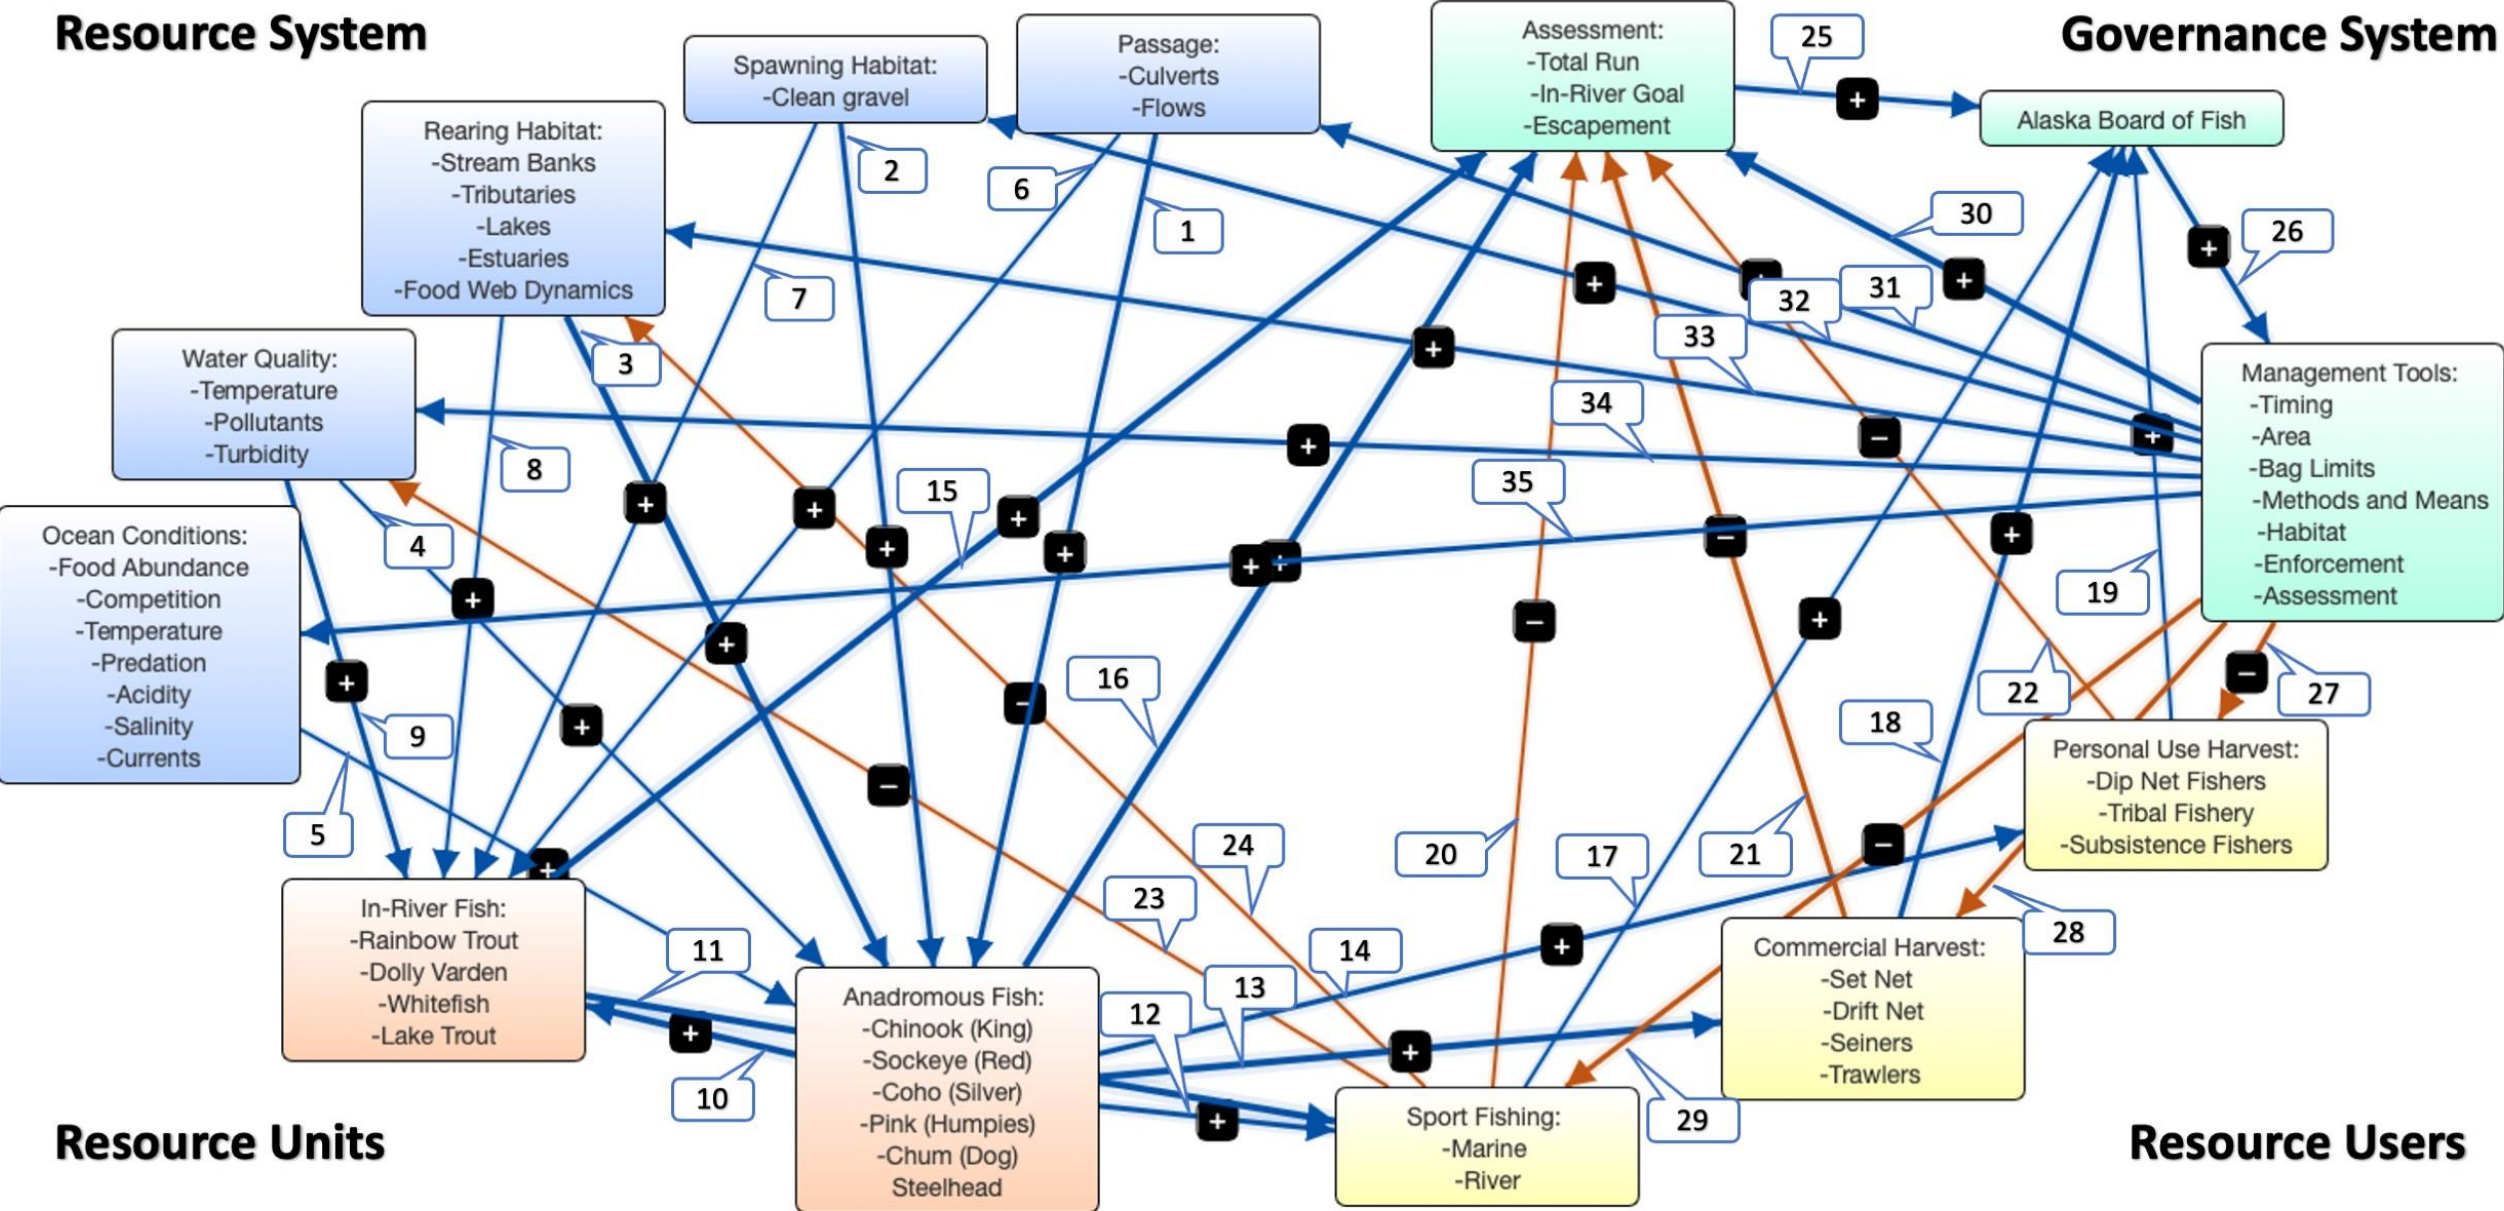 Resource System
Governance System
Spawning Habitat:
-Clean gravel
Passage:
-Culverts
-Flows
Assessment:
-Total Run
-In-River Goal
-Escapement
25
+
Alaska Board of Fish
Rearing Habitat:
-Stream Banks
-Tributaries
-Lakes
-Estuaries
-Food Web Dynamics
2
6
1
7
30
26
+
+
+
+
32
31
33
3
+
Water Quality:
-Temperature
-Pollutants
-Turbidity
Management Tools:
-Timing
-Area
-Bag Limits
-Methods and Means
-Habitat
-Enforcement
-Assessment
34
−
+
+
8
15
35
+
+
+
+
+
−
+
4
+
+
Ocean Conditions:
-Food Abundance
-Competition
-Temperature
-Predation
-Acidity
-Salinity
-Currents
+
+
−
+
19
+
16
−
22
−
27
9
+
18
−
5
24
20
17
21
−
Personal Use Harvest:
-Dip Net Fishers
-Tribal Fishery
-Subsistence Fishers
+
In-River Fish:
-Rainbow Trout
-Dolly Varden
-Whitefish
-Lake Trout
23
11
14
+
28
13
12
+
10
+
+
Anadromous Fish:
-Chinook (King)
-Sockeye (Red)
-Coho (Silver)
-Pink (Humpies)
-Chum (Dog)
Steelhead
Commercial Harvest:
-Set Net
-Drift Net
-Seiners
-Trawlers
Sport Fishing:
-Marine
-River
29
Resource Units
Resource Users